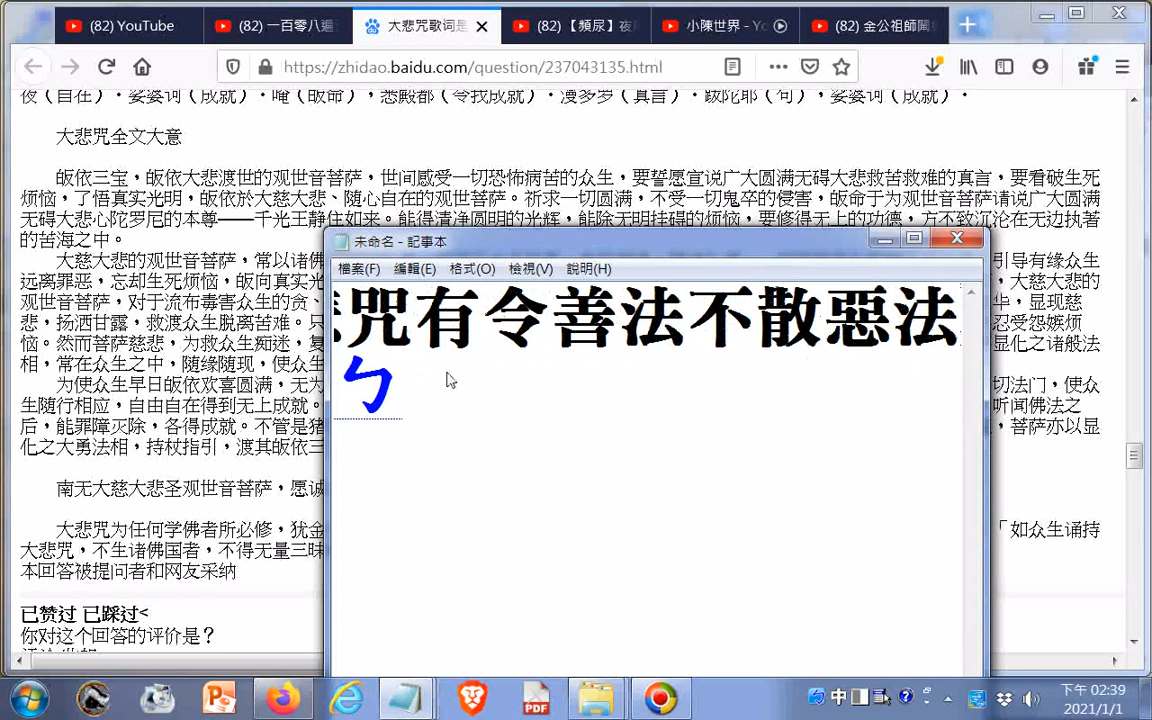 (82) YouTube
(82) 一百零八遍
大悲咒歌词是
(82)【頻尿】夜
小陳世界 - Yo
(82) 金公祖師闆
https://zhidao.baidu.com/question/237043135.html
大悲咒全文大意
皈依三宝，皈依大悲渡世的观世音菩萨，世间感受一切恐怖病苦的众生，要誓愿宣说广大圆满无碍大悲救苦救难的真言，要看破生死
烦恼，了悟真实光明，皈依於大慈大悲、随心自在的观世音菩萨。祈求一切圆满，不受一切鬼卒的侵害，皈命于为观世音菩萨请说广大圆满
无碍大悲心陀罗尼的本尊——千光王静住如来。能得清净圆明的光辉，能除无明挂碍的烦恼，要修得无上的功德，方不致沉沦在无边执著
的苦海之中。
大慈大悲的观世音菩萨，常以诸佛
引导有缘众生
远离罪恶，忘却生死烦恼，皈向真实光
，大慈大悲的
观世音菩萨，对于流布毒害众生的贪、
华，显现慈
悲，扬洒甘露，救渡众生脱离苦难。只
忍受怨嫉烦
恼。然而菩萨慈悲，为救众生痴迷，复
显化之诸般法
相，常在众生之中，随缘随现，使众生
为使众生早日皈依欢喜圆满，无为
切法门，使众
生随行相应，自由自在得到无上成就。
听闻佛法之
后，能罪障灭除，各得成就。不管是猪
，菩萨亦以显
化之大勇法相，持杖指引，渡其皈依三
南无大慈大悲圣观世音菩萨，愿诚
大悲咒为任何学佛者所必修，犹金
「如众生诵持
大悲咒，不生诸佛国者，不得无量三昧
本回答被提问者和网友采纳
已赞过 已踩过<
你对这个回答的评价是？
未命名 - 記事本
檔案(F) 編輯(E) 格式(O) 檢視(V) 說明(H)
咒有令善法不散惡法
ㄅ
PDF
中
下午 02:39
2021/1/1